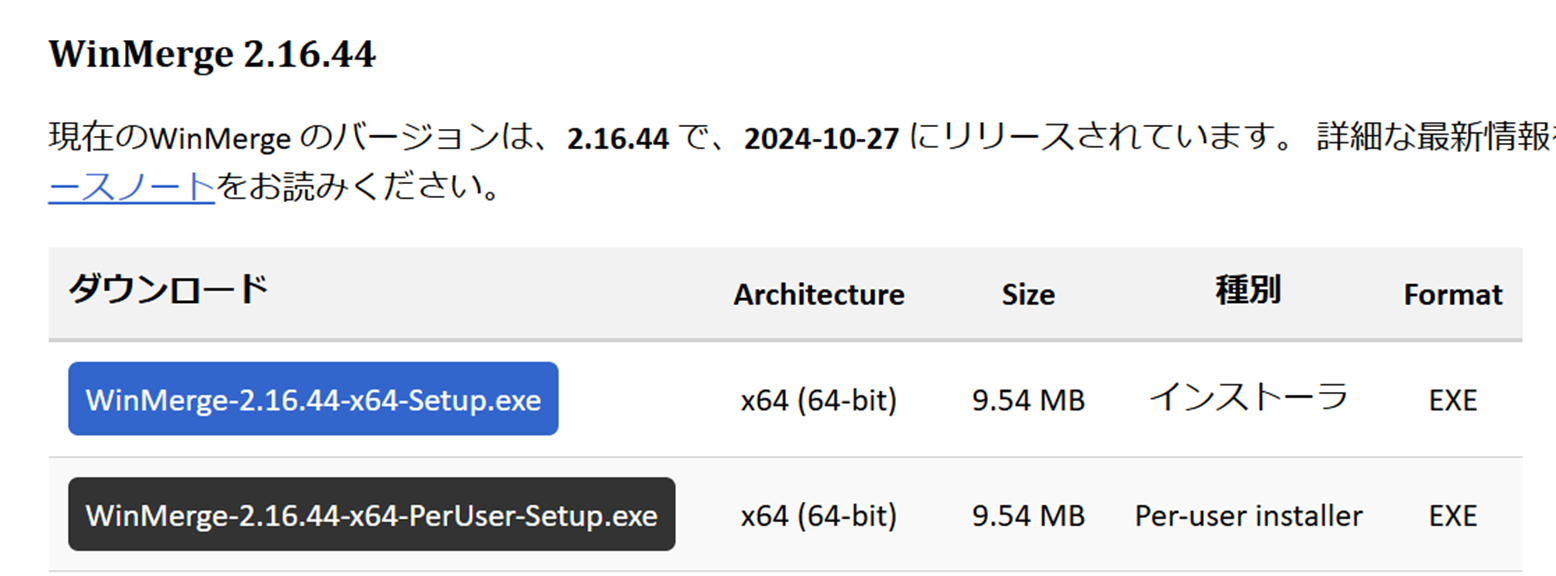 WinMerge 2.16.44
現在のWinMerge のバージョンは、2.16.44 で、2024-10-27 にリリースされています。 詳細な最新情報
ースノートをお読みください。
ダウンロード Architecture Size 種別 Format
WinMerge-2.16.44-x64-Setup.exe x64 (64-bit) 9.54 MB インストーラ EXE
WinMerge-2.16.44-x64-PerUser-Setup.exe x64 (64-bit) 9.54 MB Per-user installer EXE